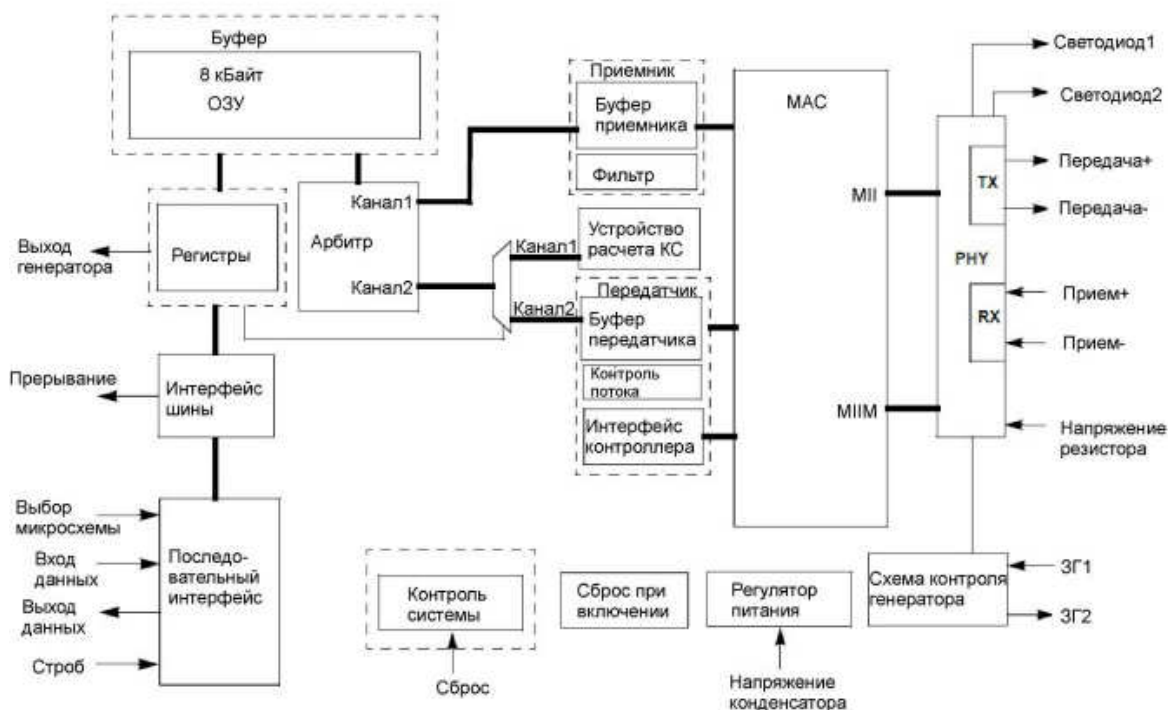 Буфер
8 кБайт
ОЗУ
Регистры
Выход
генератора
Арбитр
Канал1
Канал2
Канал1
Канал2
Приемник
Буфер
приемника
Фильтр
Устройство
расчета КС
Передатчик
Буфер
передатчика
Контроль
потока
Интерфейс
контроллера
MAC
MII
MIIM
Светодиод1
Светодиод2
TX
Передача+
Передача-
PHY
RX
Прием+
Прием-
Напряжение
резистора
Прерывание
Интерфейс
шины
Выбор
микросхемы
Вход
данных
Выход
данных
Строб
Последо-
вательный
интерфейс
Контроль
системы
Сброс
Сброс при
включении
Регулятор
питания
Напряжение
конденсатора
Схема контроля
генератора
ЗГ1
ЗГ2